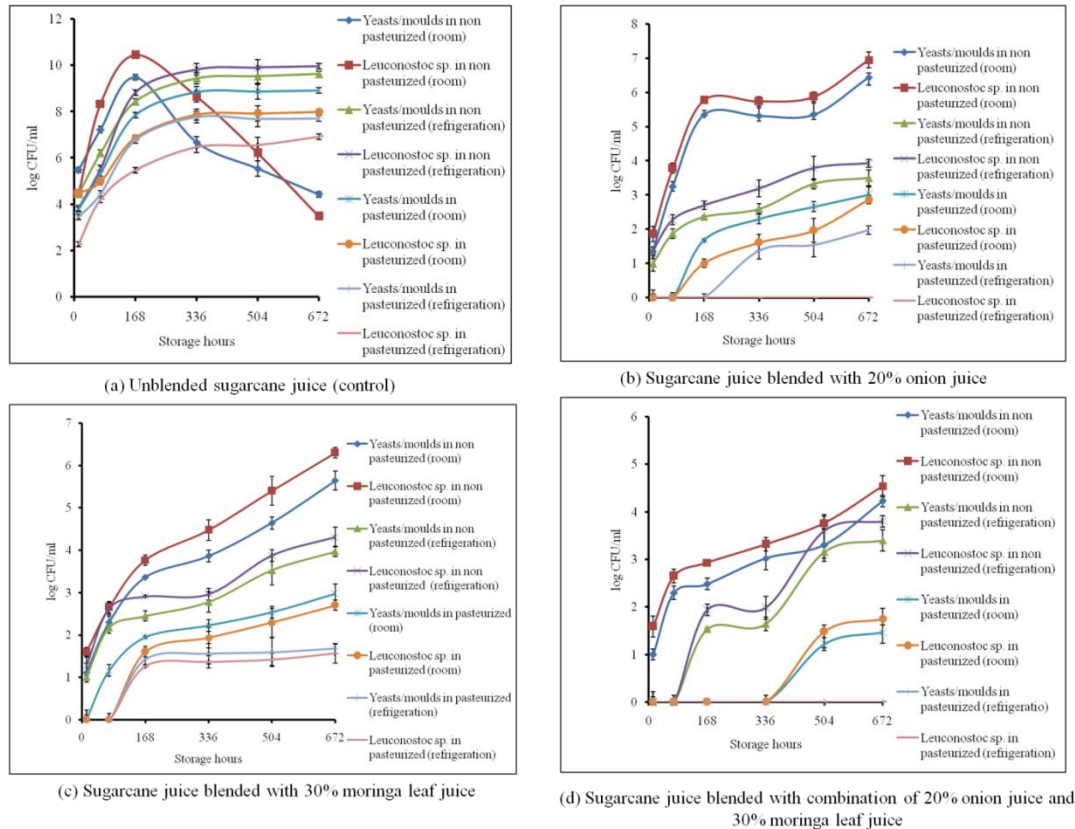 12
10
8
6
4
2
0
log CFU/ml
0
168
336
504
672
Storage hours
Yeasts/moulds in non
pasteurized (room)
Leuconostoc sp. in non
pasteurized (room)
Yeasts/moulds in non
pasteurized (refrigeration)
Leuconostoc sp. in non
pasteurized (refrigeration)
Yeasts/moulds in
pasteurized (room)
Leuconostoc sp. in
pasteurized (room)
Yeasts/moulds in
pasteurized (refrigeration)
Leuconostoc sp. in
pasteurized (refrigeration)
(a) Unblended sugarcane juice (control)
8
7
6
5
4
3
2
1
0
log CFU/ml
0
168
336
504
672
Storage hours
Yeasts/moulds in non
pasteurized (room)
Leuconostoc sp. in non
pasteurized (room)
Yeasts/moulds in non
pasteurized (refrigeration)
Leuconostoc sp. in non
pasteurized (refrigeration)
Yeasts/moulds in
pasteurized (room)
Leuconostoc sp. in
pasteurized (room)
Yeasts/moulds in
pasteurized (refrigeration)
Leuconostoc sp. in
pasteurized (refrigeration)
(b) Sugarcane juice blended with 20% onion juice
7
6
5
4
3
2
1
0
log CFU/ml
0
168
336
504
672
Storage hours
Yeasts/moulds in non
pasteurized (room)
Leuconostoc sp. in non
pasteurized (room)
Yeasts/moulds in non
pasteurized (refrigeration)
Leuconostoc sp. in non
pasteurized (refrigeration)
Yeasts/moulds in pasteurized
(room)
Leuconostoc sp. in
pasteurized (room)
Yeasts/moulds in pasteurized
(refrigeration)
Leuconostoc sp. in
pasteurized (refrigeration)
(c) Sugarcane juice blended with 30% moringa leaf juice
6
5
4
3
2
1
0
log CFU/ml
0
168
336
504
672
Storage hours
Yeasts/moulds in non
pasteurized (room)
Leuconostoc sp. in non
pasteurized (room)
Yeasts/moulds in non
pasteurized (refrigeration)
Leuconostoc sp. in non
pasteurized (refrigeration)
Yeasts/moulds in
pasteurized (room)
Leuconostoc sp. in
pasteurized (room)
Yeasts/moulds in
pasteurized (refrigeratio)
Leuconostoc sp. in
pasteurized (refrigeration)
(d) Sugarcane juice blended with combination of 20% onion juice and
30% moringa leaf juice